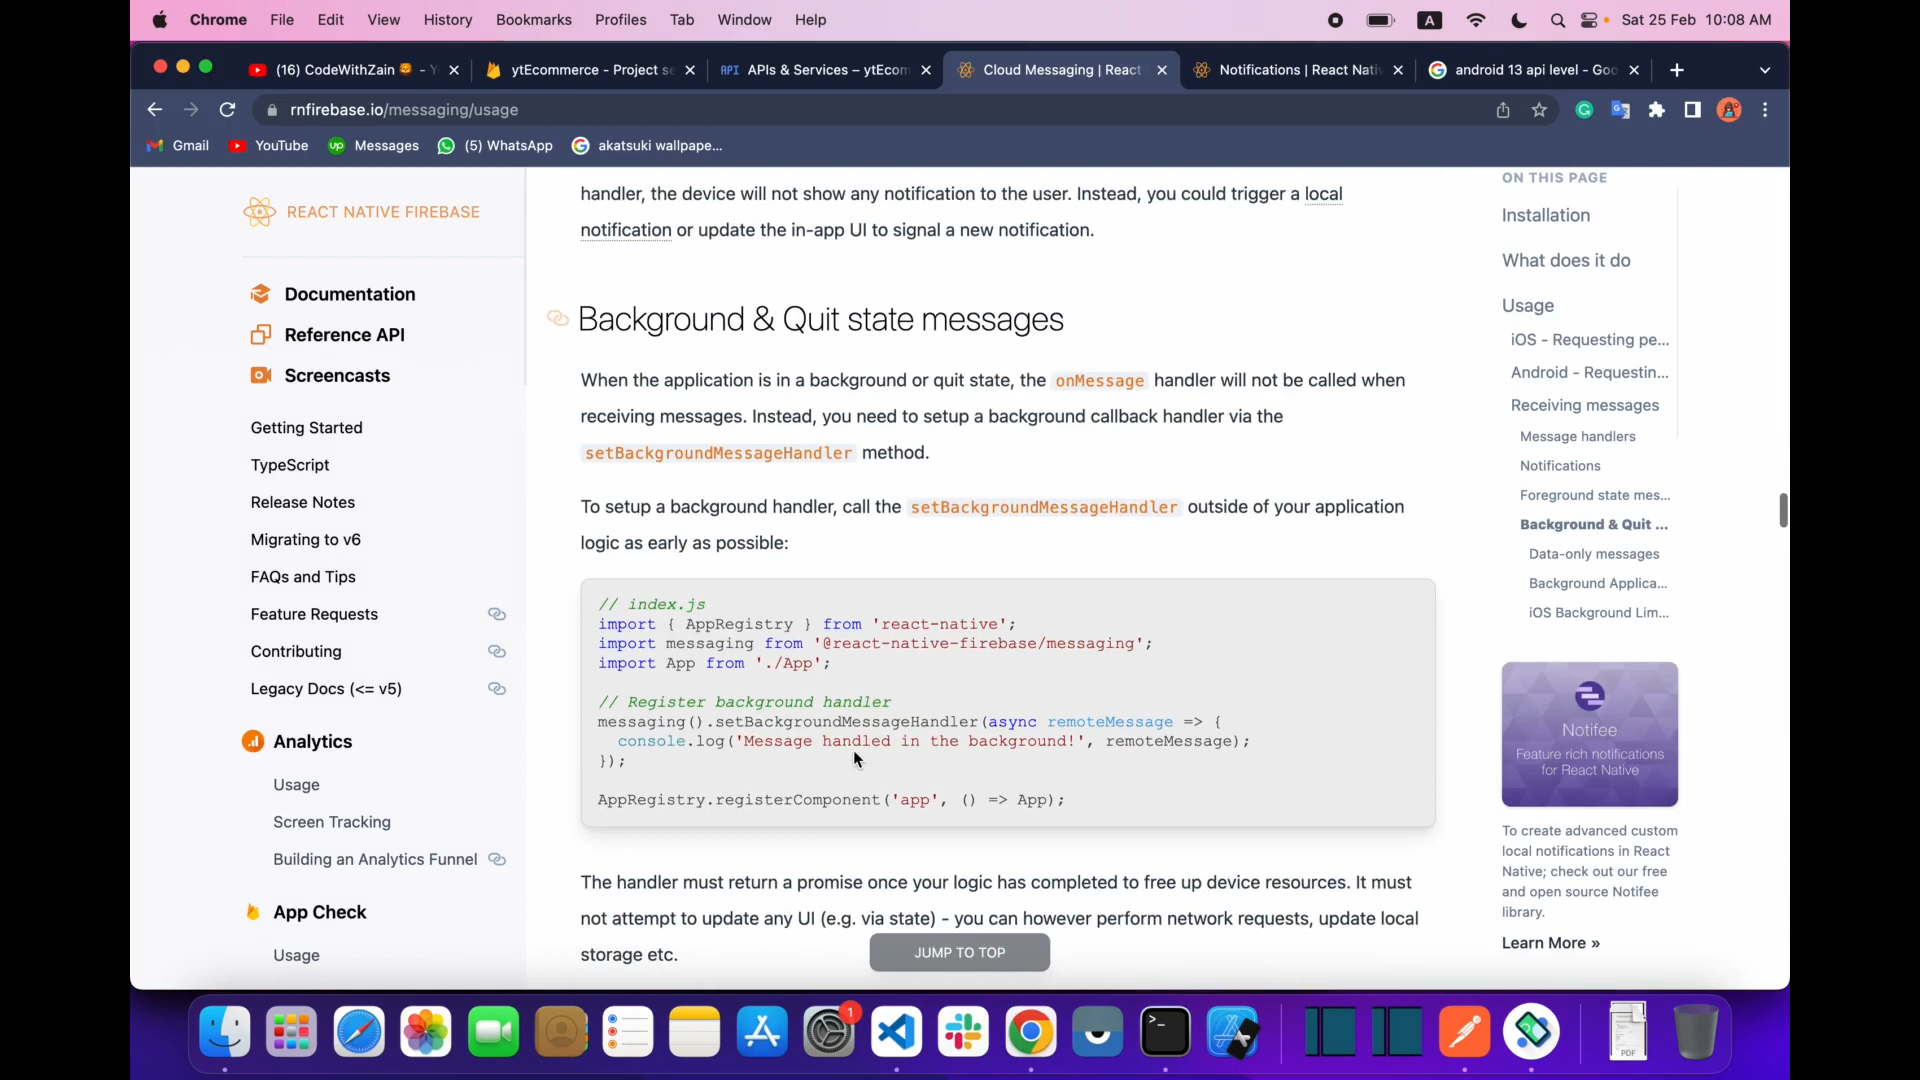 Chrome File Edit View History Bookmarks Profiles Tab Window Help A Sat 25 Feb 10:08 AM
(16) CodeWithZain ytEcommerce - Project se API APIs & Services – ytEcom Cloud Messaging | React Notifications | React Nati android 13 api level - Goo
rnfirebase.io/messaging/usage
Gmail YouTube up Messages (5) WhatsApp akatsuki wallpape...
REACT NATIVE FIREBASE
Documentation
Reference API
Screencasts
Getting Started
TypeScript
Release Notes
Migrating to v6
FAQs and Tips
Feature Requests
Contributing
Legacy Docs (<= v5)
Analytics
Usage
Screen Tracking
Building an Analytics Funnel
App Check
Usage
handler, the device will not show any notification to the user. Instead, you could trigger a local
notification or update the in-app UI to signal a new notification.
Background & Quit state messages
When the application is in a background or quit state, the onMessage handler will not be called when
receiving messages. Instead, you need to setup a background callback handler via the
setBackgroundMessageHandler method.
To setup a background handler, call the setBackgroundMessageHandler outside of your application
logic as early as possible:
// index.js
import { AppRegistry } from 'react-native';
import messaging from '@react-native-firebase/messaging';
import App from './App';
// Register background handler
messaging().setBackgroundMessageHandler(async remoteMessage => {
console.log('Message handled in the background!', remoteMessage);
});
AppRegistry.registerComponent('app', () => App);
The handler must return a promise once your logic has completed to free up device resources. It must
not attempt to update any UI (e.g. via state) - you can however perform network requests, update local
storage etc.
JUMP TO TOP
ON THIS PAGE
Installation
What does it do
Usage
iOS - Requesting pe...
Android - Requestin...
Receiving messages
Message handlers
Notifications
Foreground state mes...
Background & Quit ...
Data-only messages
Background Applica...
iOS Background Lim...
Notifee
Feature rich notifications
for React Native
To create advanced custom
local notifications in React
Native; check out our free
and open source Notifee
library.
Learn More »
1
PDF